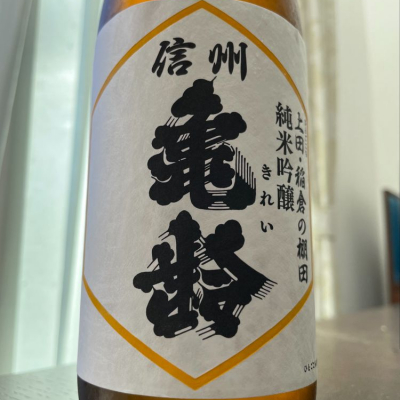 信州
亀齢
きれい
上田・稲倉の棚田
純米吟醸